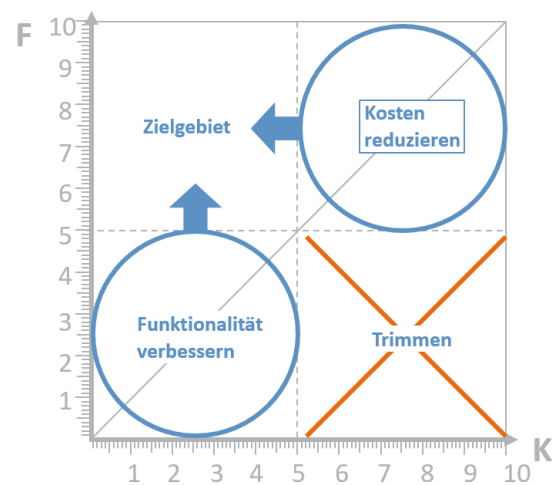 F
10
9
8
7
6
5
4
3
2
1
Zielgebiet
Kosten
reduzieren
Funktionalität
verbessern
Trimmen
1 2 3 4 5 6 7 8 9 10
K